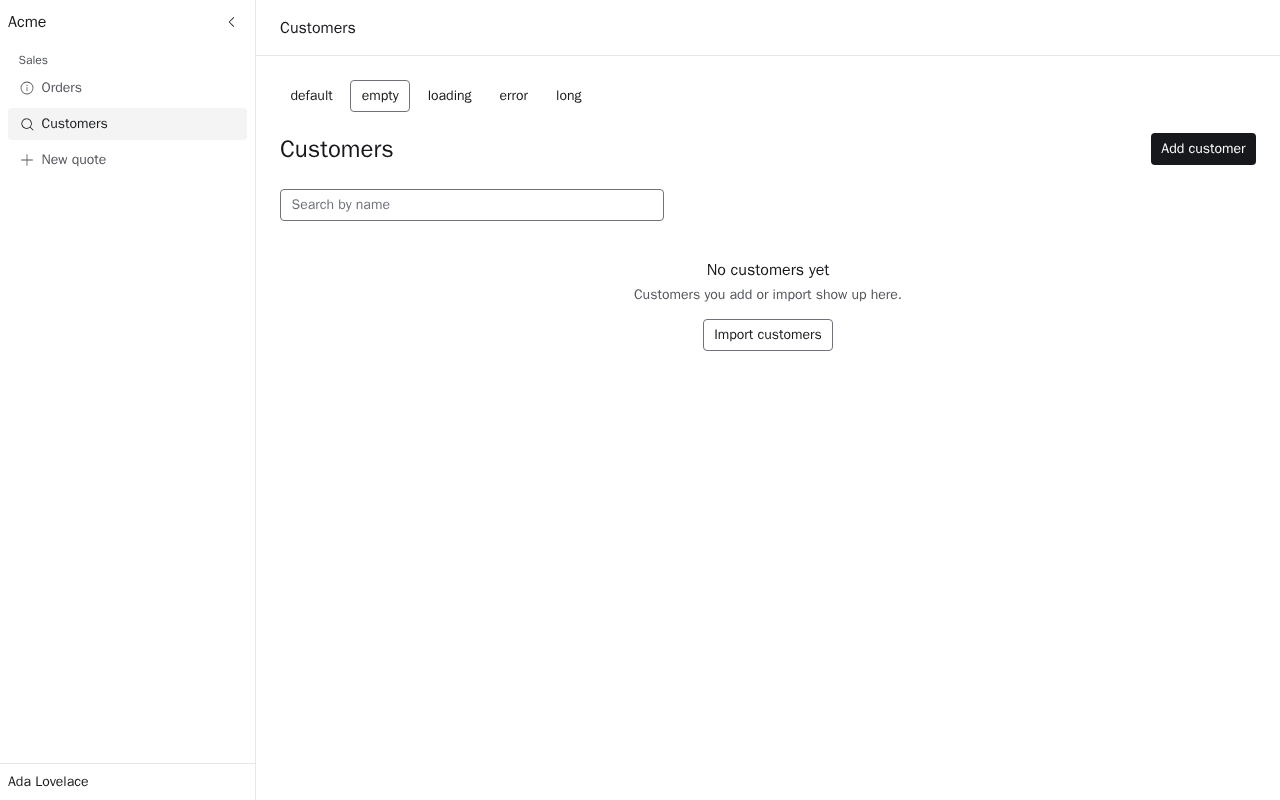 Acme
Sales
Orders
Customers
New quote
Ada Lovelace
Customers
default
empty
loading
error
long
Customers
Add customer
Search by name
No customers yet
Customers you add or import show up here.
Import customers